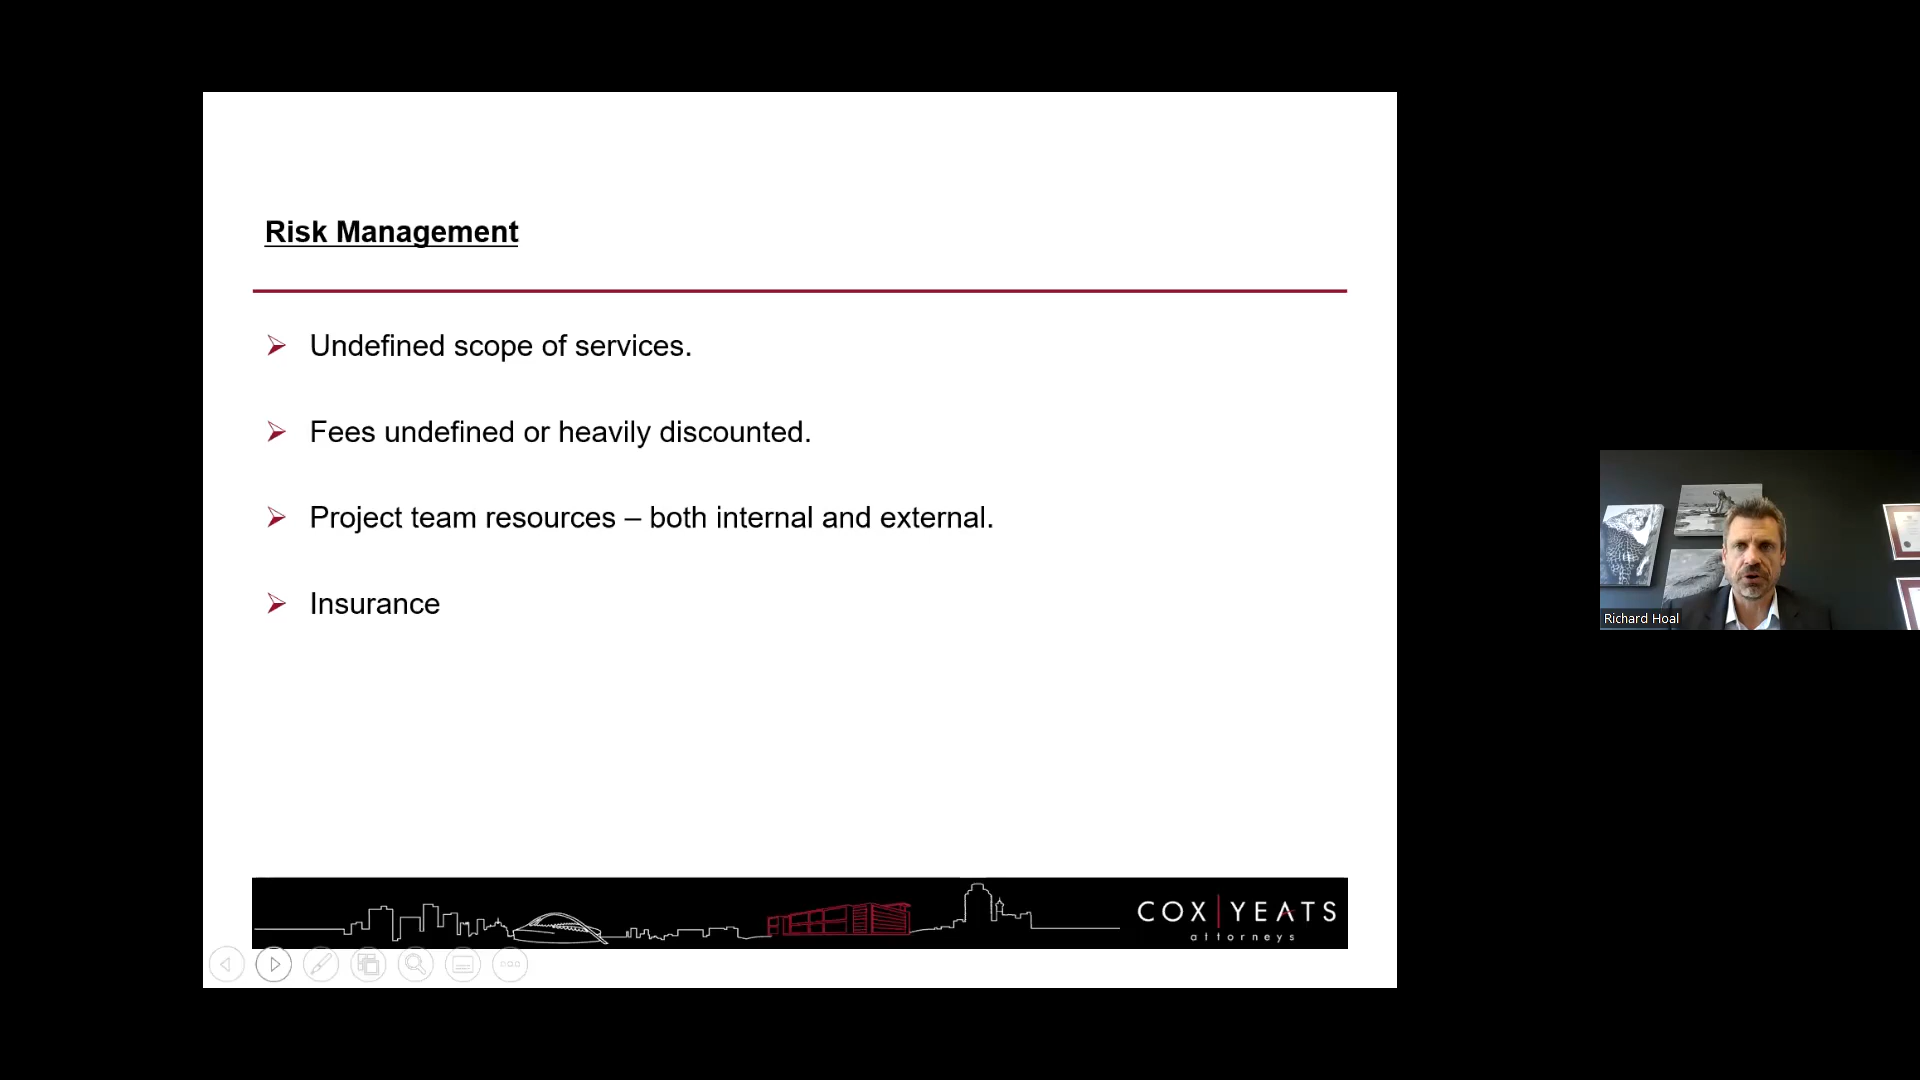 Risk Management
Undefined scope of services.
Fees undefined or heavily discounted.
Project team resources – both internal and external.
Insurance
Richard Hoal
COX | YEATS
attorneys